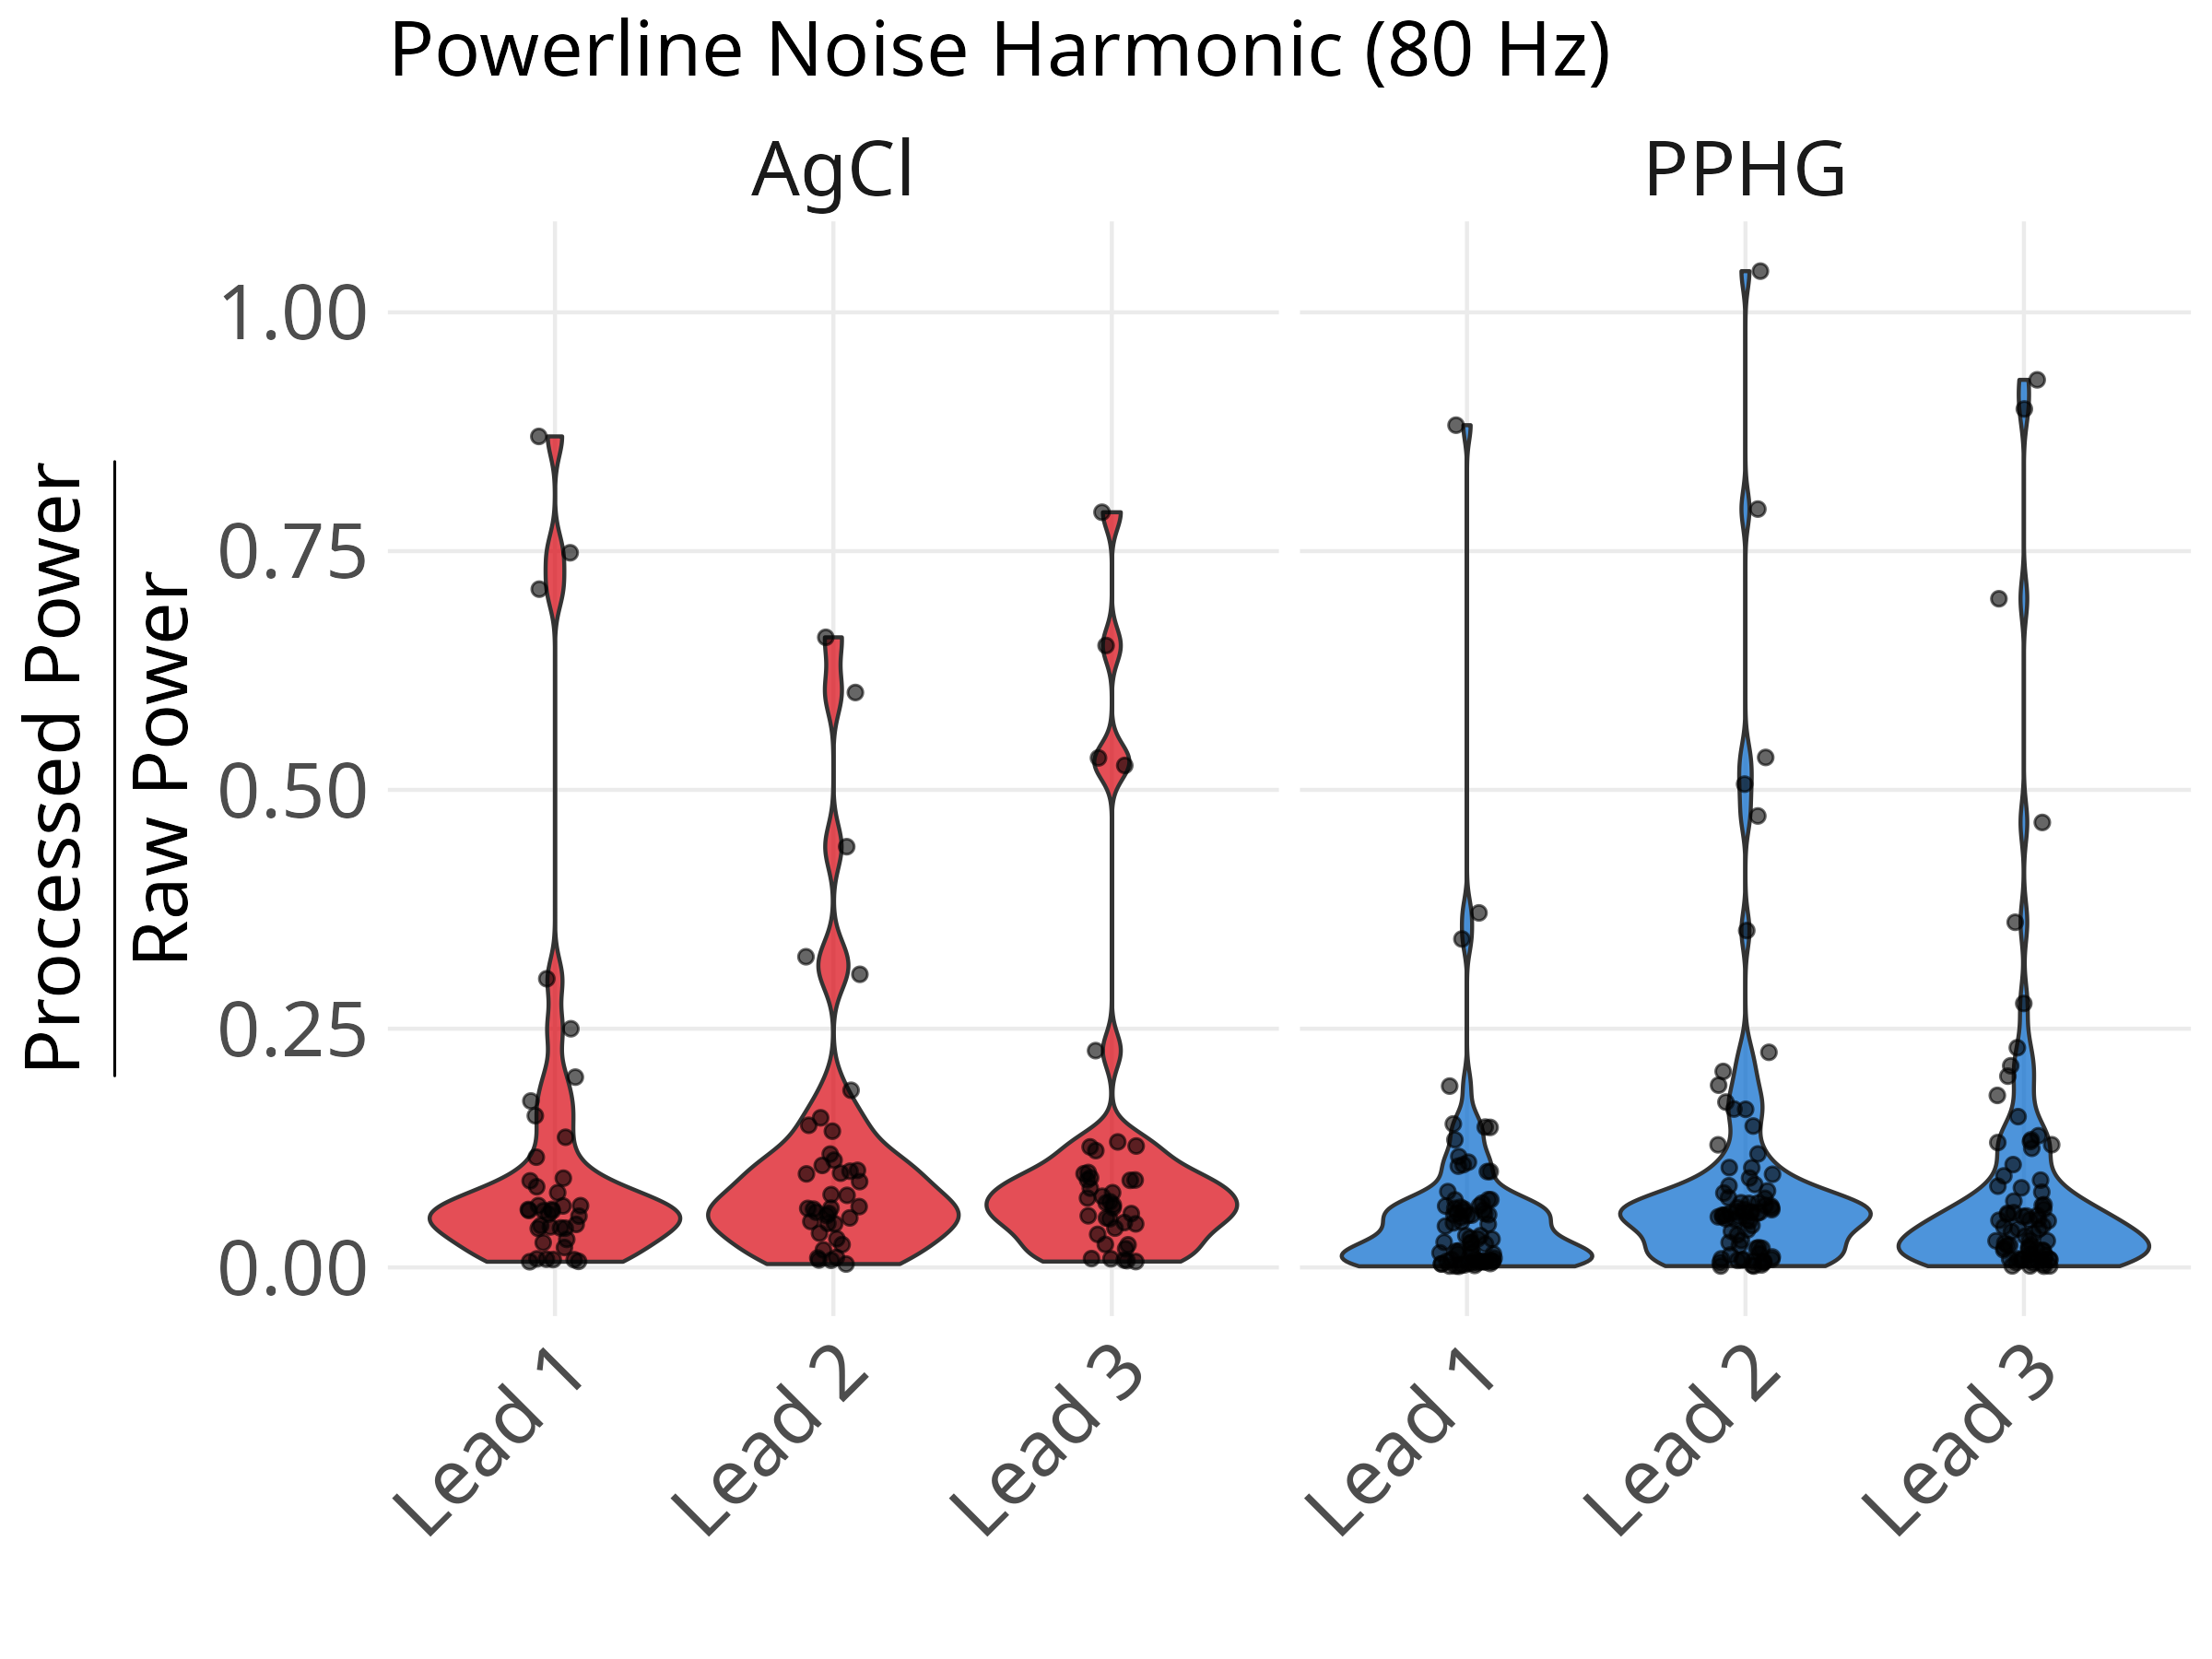 Powerline Noise Harmonic (80 Hz)
AgCl
PPHG
Processed Power
Raw Power
1.00
0.75
0.50
0.25
0.00
Lead 1
Lead 2
Lead 3
Lead 1
Lead 2
Lead 3